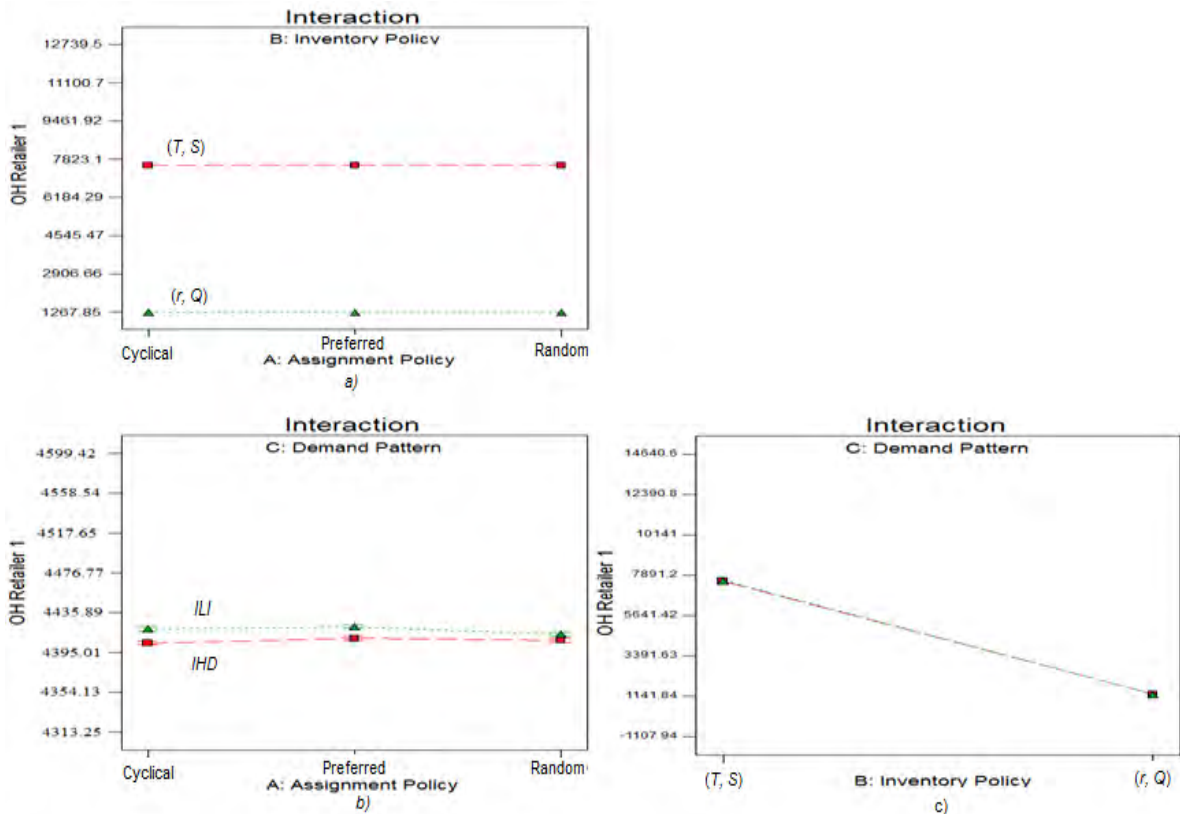 Interaction
B: Inventory Policy
12739.5
11100.7
9461.92
7823.1
6184.29
4545.47
2906.66
1267.85
OH Retailer 1
(T, S)
(r, Q)
Cyclical Preferred Random
A: Assignment Policy
a)
Interaction
C: Demand Pattern
4599.42
4558.54
4517.65
4476.77
4435.89
4395.01
4354.13
4313.25
OH Retailer 1
ILI
IHD
Cyclical Preferred Random
A: Assignment Policy
b)
Interaction
C: Demand Pattern
14640.6
12390.8
10141
7891.2
5641.42
3391.63
1141.84
-1107.94
OH Retailer 1
(T, S) B: Inventory Policy (r, Q)
c)